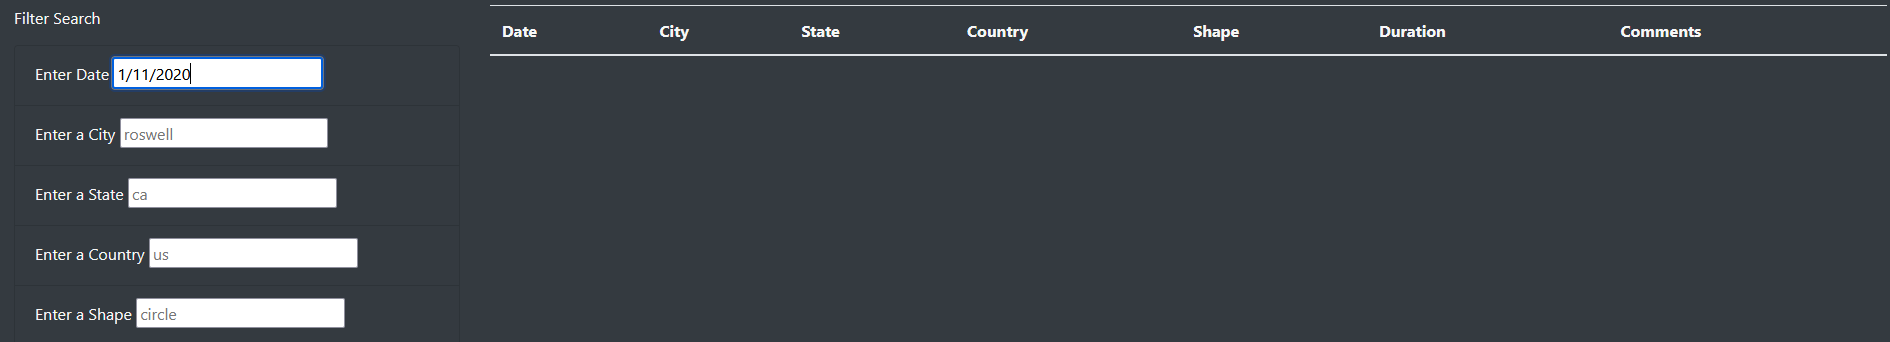 Filter Search
Date City State Country Shape Duration Comments
Enter Date 1/11/2020
Enter a City roswell
Enter a State ca
Enter a Country us
Enter a Shape circle